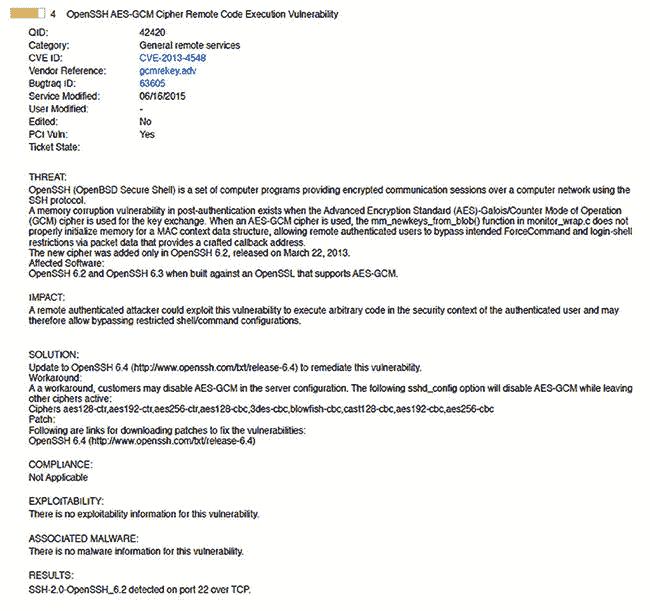 4 OpenSSH AES-GCM Cipher Remote Code Execution Vulnerability
QID: 42420
Category: General remote services
CVE ID: CVE-2013-4548
Vendor Reference: gcmrekey.adv
Bugtraq ID: 63605
Service Modified: 06/16/2015
User Modified: -
Edited: No
PCI Vuln: Yes
Ticket State:
THREAT:
OpenSSH (OpenBSD Secure Shell) is a set of computer programs providing encrypted communication sessions over a computer network using the
SSH protocol.
A memory corruption vulnerability in post-authentication exists when the Advanced Encryption Standard (AES)-Galois/Counter Mode of Operation
(GCM) cipher is used for the key exchange. When an AES-GCM cipher is used, the mm_newkeys_from_blob() function in monitor_wrap.c does not
properly initialize memory for a MAC context data structure, allowing remote authenticated users to bypass intended ForceCommand and login-shell
restrictions via packet data that provides a crafted callback address.
The new cipher was added only in OpenSSH 6.2, released on March 22, 2013.
Affected Software:
OpenSSH 6.2 and OpenSSH 6.3 when built against an OpenSSL that supports AES-GCM.
IMPACT:
A remote authenticated attacker could exploit this vulnerability to execute arbitrary code in the security context of the authenticated user and may
therefore allow bypassing restricted shell/command configurations.
SOLUTION:
Update to OpenSSH 6.4 (http://www.openssh.com/txt/release-6.4) to remediate this vulnerability.
Workaround:
A a workaround, customers may disable AES-GCM in the server configuration. The following sshd_config option will disable AES-GCM while leaving
other ciphers active:
Ciphers aes128-ctr,aes192-ctr,aes256-ctr,aes128-cbc,3des-cbc,blowfish-cbc,cast128-cbc,aes192-cbc,aes256-cbc
Patch:
Following are links for downloading patches to fix the vulnerabilities:
OpenSSH 6.4 (http://www.openssh.com/txt/release-6.4)
COMPLIANCE:
Not Applicable
EXPLOITABILITY:
There is no exploitability information for this vulnerability.
ASSOCIATED MALWARE:
There is no malware information for this vulnerability.
RESULTS:
SSH-2.0-OpenSSH_6.2 detected on port 22 over TCP.